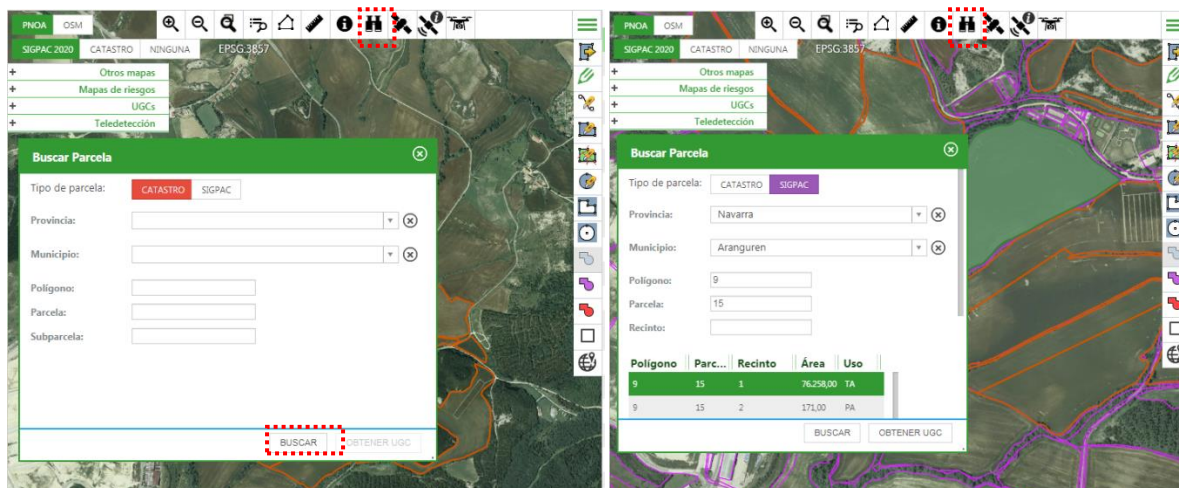 PNOA OSM
SIGPAC 2020 CATASTRO NINGUNA EPSG:3857
+ Otros mapas
+ Mapas de riesgos
+ UGCs
+ Teledetección
Buscar Parcela
Tipo de parcela: CATASTRO SIGPAC
Provincia:
Municipio:
Polígono:
Parcela:
Subparcela:
BUSCAR OBTENER UGC
PNOA OSM
SIGPAC 2020 CATASTRO NINGUNA EPSG:3857
+ Otros mapas
+ Mapas de riesgos
+ UGCs
+ Teledetección
Buscar Parcela
Tipo de parcela: CATASTRO SIGPAC
Provincia: Navarra
Municipio: Aranguren
Polígono: 9
Parcela: 15
Recinto:
Polígono Parc... Recinto Área Uso
9 15 1 76.258,00 TA
9 15 2 171,00 PA
BUSCAR OBTENER UGC